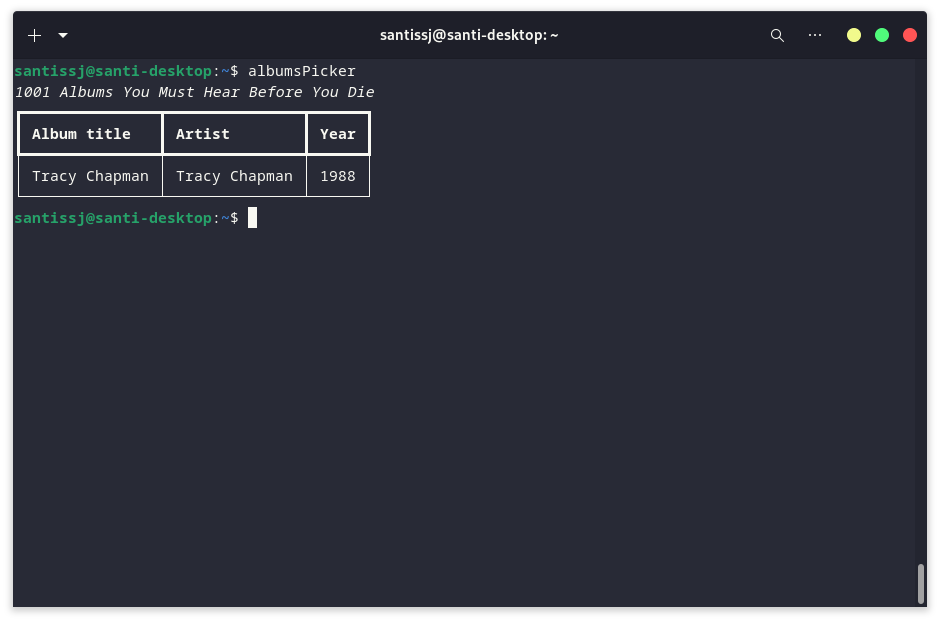 santissj@santi-desktop: ~
santissj@santi-desktop:~$ albumsPicker
1001 Albums You Must Hear Before You Die
Album title Artist Year
Tracy Chapman Tracy Chapman 1988
santissj@santi-desktop:~$